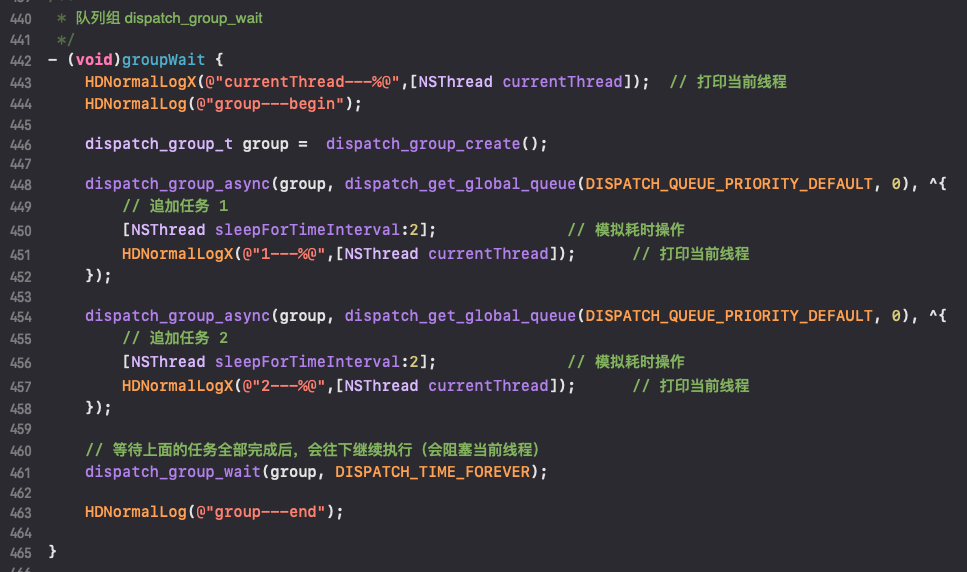 440 * 队列组 dispatch_group_wait
441 */
442 - (void)groupWait {
443 HDNormalLogX(@"currentThread---%@",[NSThread currentThread]); // 打印当前线程
444 HDNormalLog(@"group---begin");
445
446 dispatch_group_t group = dispatch_group_create();
447
448 dispatch_group_async(group, dispatch_get_global_queue(DISPATCH_QUEUE_PRIORITY_DEFAULT, 0), ^{
449 // 追加任务 1
450 [NSThread sleepForTimeInterval:2]; // 模拟耗时操作
451 HDNormalLogX(@"1---%@",[NSThread currentThread]); // 打印当前线程
452 });
453
454 dispatch_group_async(group, dispatch_get_global_queue(DISPATCH_QUEUE_PRIORITY_DEFAULT, 0), ^{
455 // 追加任务 2
456 [NSThread sleepForTimeInterval:2]; // 模拟耗时操作
457 HDNormalLogX(@"2---%@",[NSThread currentThread]); // 打印当前线程
458 });
459
460 // 等待上面的任务全部完成后，会往下继续执行（会阻塞当前线程）
461 dispatch_group_wait(group, DISPATCH_TIME_FOREVER);
462
463 HDNormalLog(@"group---end");
464
465 }